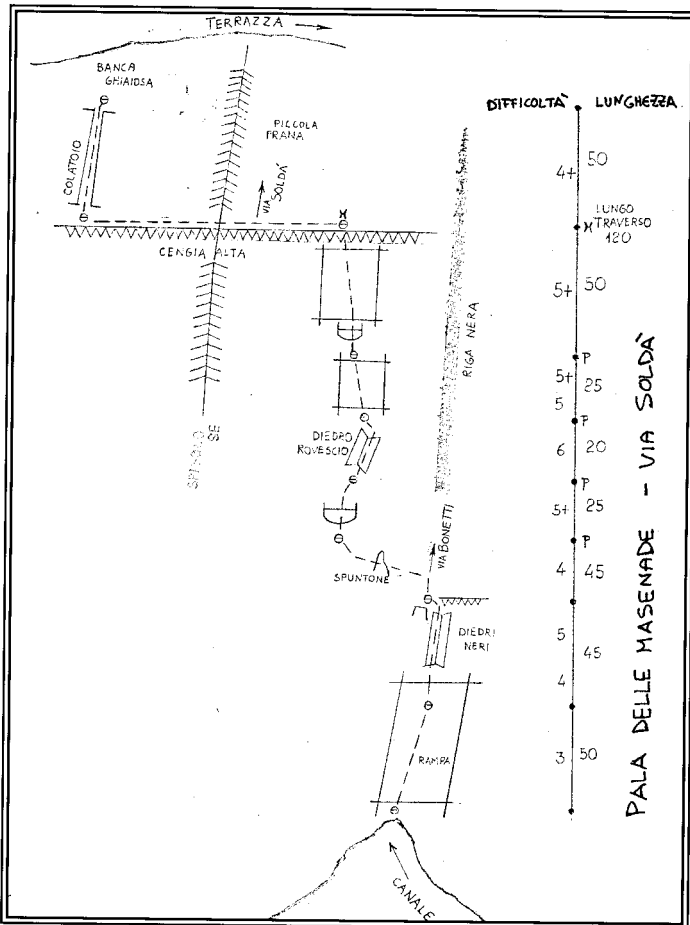 TERRAZZA
BANCA
GHIAIOSA
COLATOIO
PICCOLA
FRANA
VIA SOLDÀ
CENGIA ALTA
DIFFICOLTÀ LUNGHEZZA
4+ 50
LUNGO
TRAVERSO
120
5+ 50
P
5+ 25
5
P
6 20
P
5+ 25
P
4 45
5
45
4
3 50
RIGA NERA
SPIGOLO SE
DIEDRO
ROVESCIO
VIA BONETTI
SPUNTONE
DIEDRI
NERI
RAMPA
CANALE
PALA DELLE MASENADE - VIA SOLDÀ